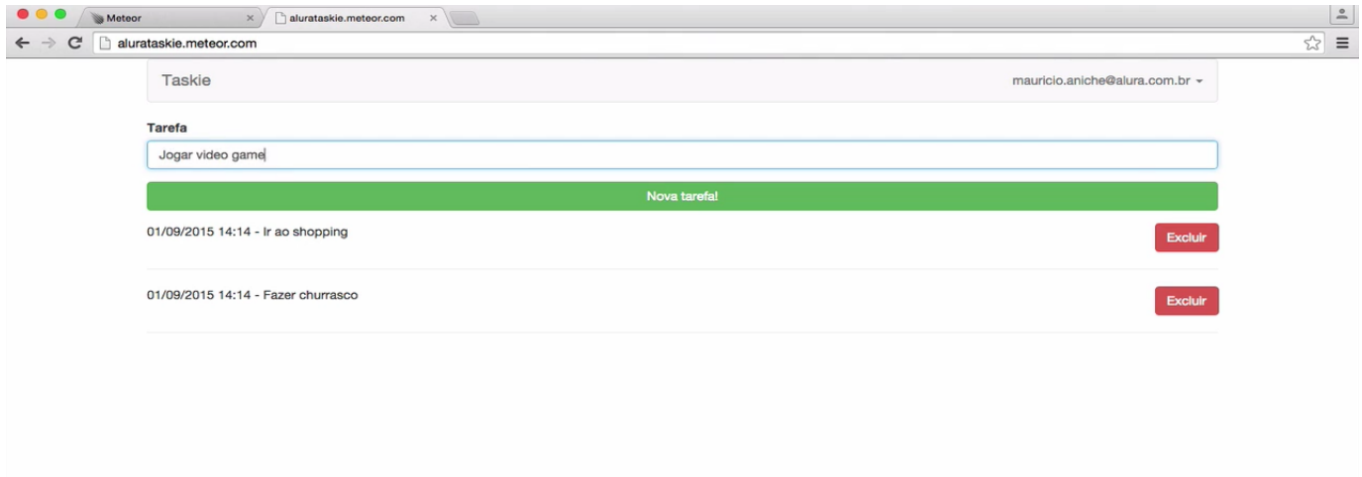 Meteor
alurataskie.meteor.com
alurataskie.meteor.com
Taskie
mauricio.aniche@alura.com.br
Tarefa
Jogar video game
Nova tarefa!
01/09/2015 14:14 - Ir ao shopping
Excluir
01/09/2015 14:14 - Fazer churrasco
Excluir